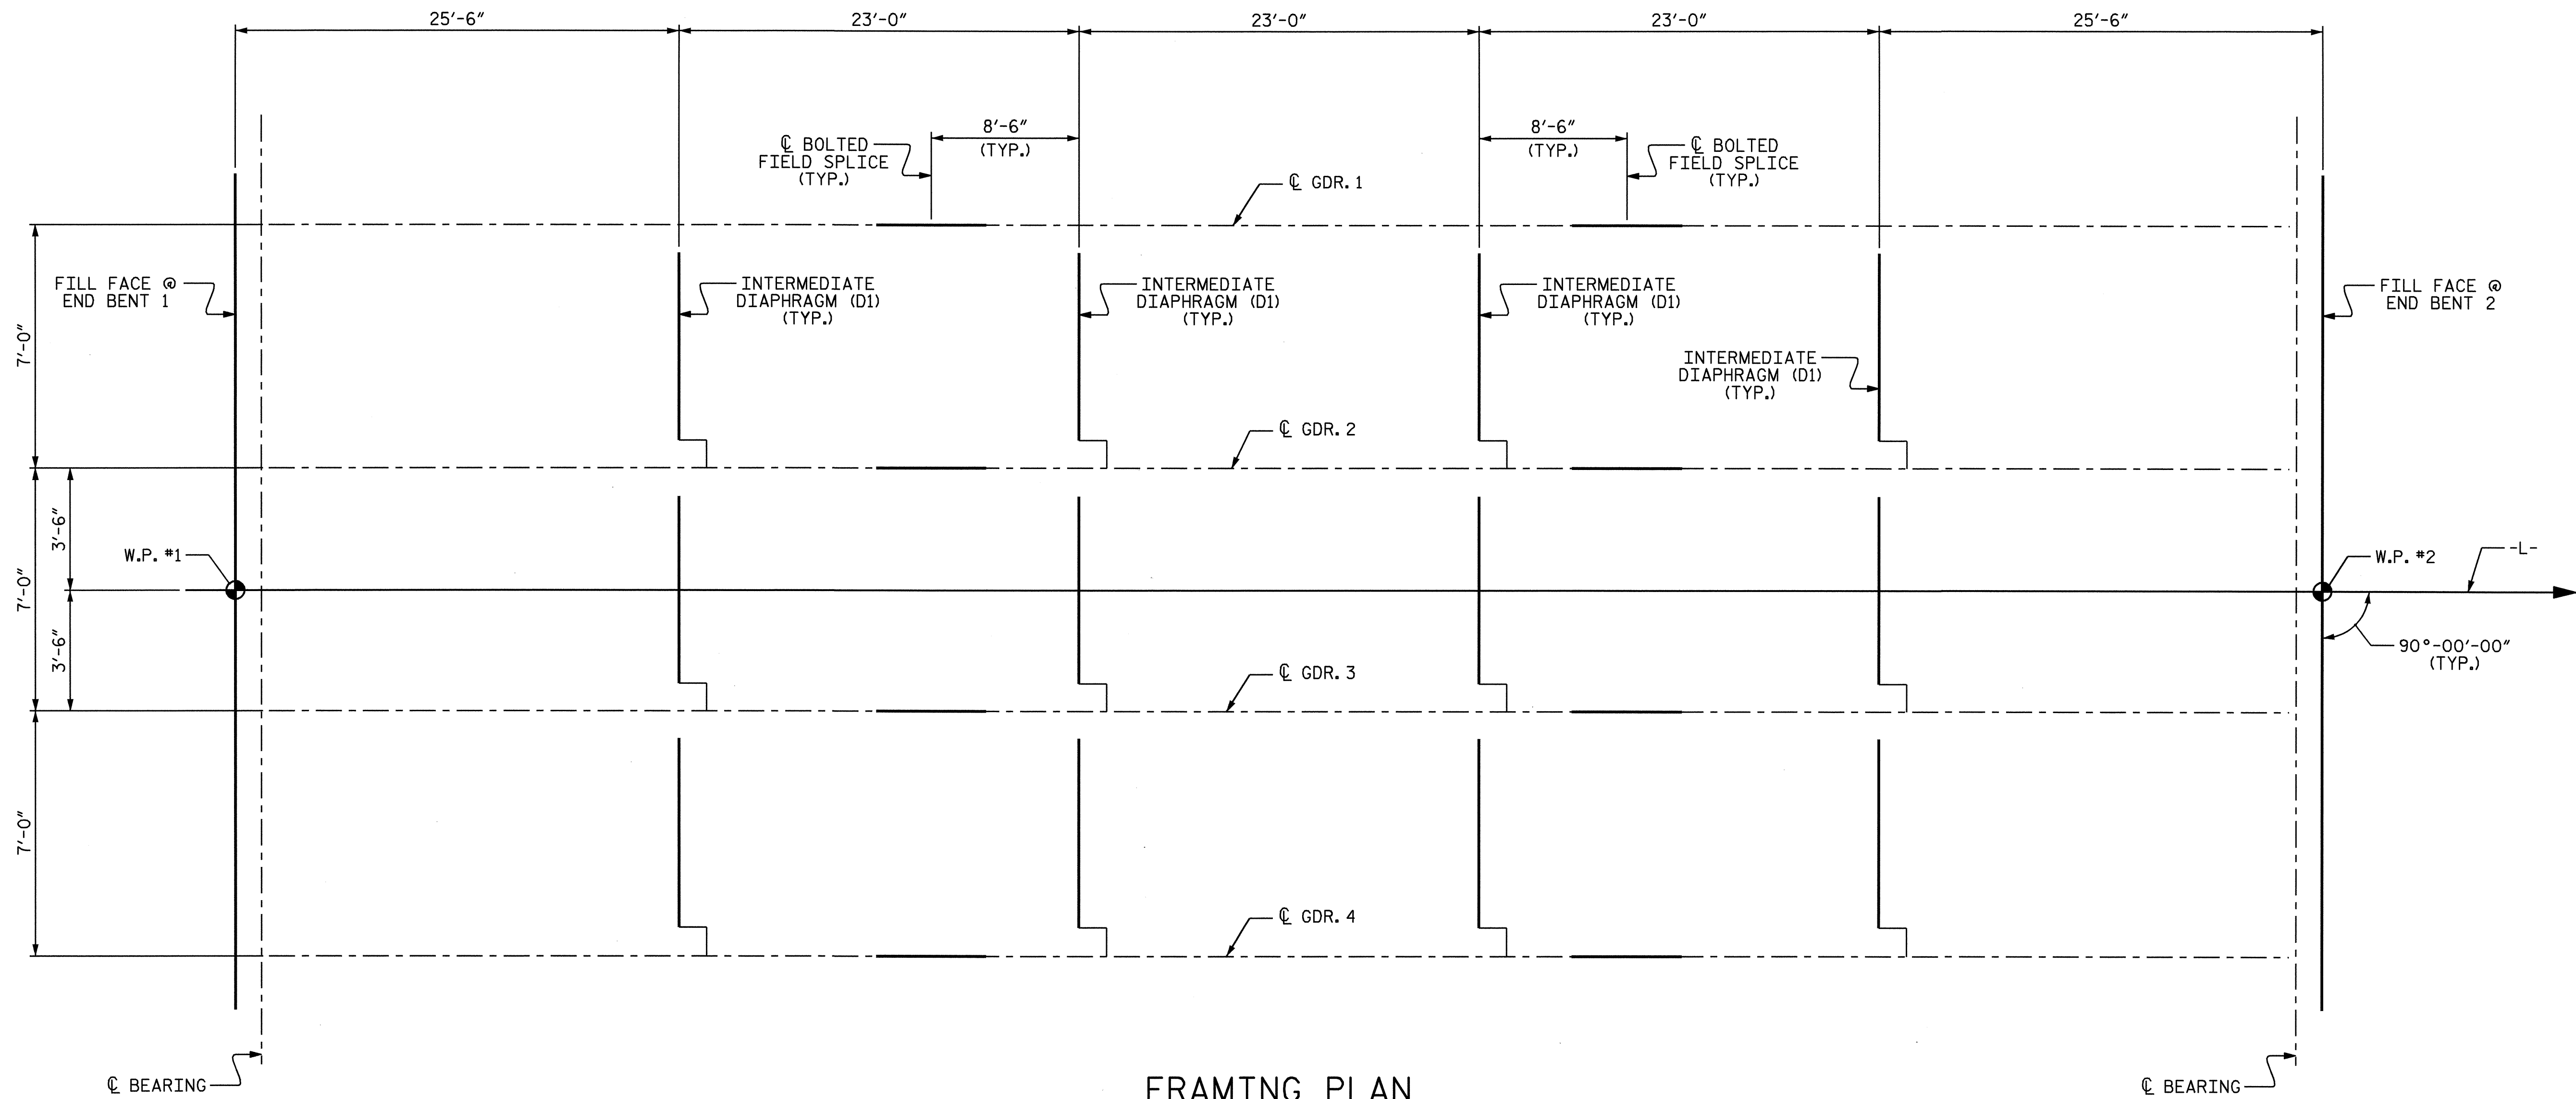 25'-6"
23'-0"
23'-0"
23'-0"
25'-6"
8'-6"
(TYP.)
8'-6"
(TYP.)
℄ BOLTED
FIELD SPLICE
(TYP.)
℄ BOLTED
FIELD SPLICE
(TYP.)
℄ GDR. 1
FILL FACE @
END BENT 1
INTERMEDIATE
DIAPHRAGM (D1)
(TYP.)
INTERMEDIATE
DIAPHRAGM (D1)
(TYP.)
INTERMEDIATE
DIAPHRAGM (D1)
(TYP.)
FILL FACE @
END BENT 2
7'-0"
INTERMEDIATE
DIAPHRAGM (D1)
(TYP.)
℄ GDR. 2
3'-6"
W.P. #1
7'-0"
W.P. #2
-L-
3'-6"
90°-00'-00"
(TYP.)
℄ GDR. 3
7'-0"
℄ GDR. 4
℄ BEARING
℄ BEARING
FRAMING PLAN